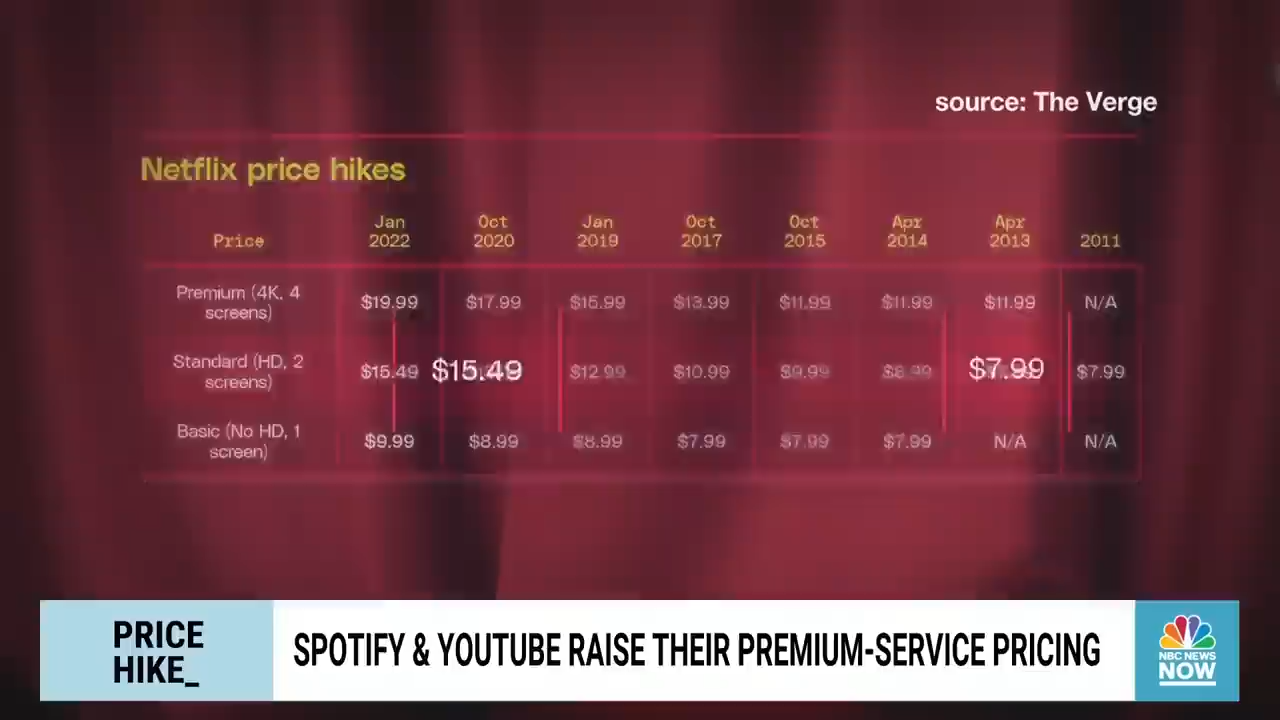 source: The Verge
Netflix price hikes
Price Jan 2022 Oct 2020 Jan 2019 Oct 2017 Oct 2015 Apr 2014 Apr 2013 2011
Premium (4K, 4 screens) $19.99 $17.99 $15.99 $13.99 $11.99 $11.99 $11.99 N/A
Standard (HD, 2 screens) $15.49 $15.49 $12.99 $10.99 $9.99 $8.99 $7.99 $7.99
Basic (No HD, 1 screen) $9.99 $8.99 $8.99 $7.99 $7.99 $7.99 N/A N/A
PRICE
HIKE_
SPOTIFY & YOUTUBE RAISE THEIR PREMIUM-SERVICE PRICING
NBC NEWS
NOW